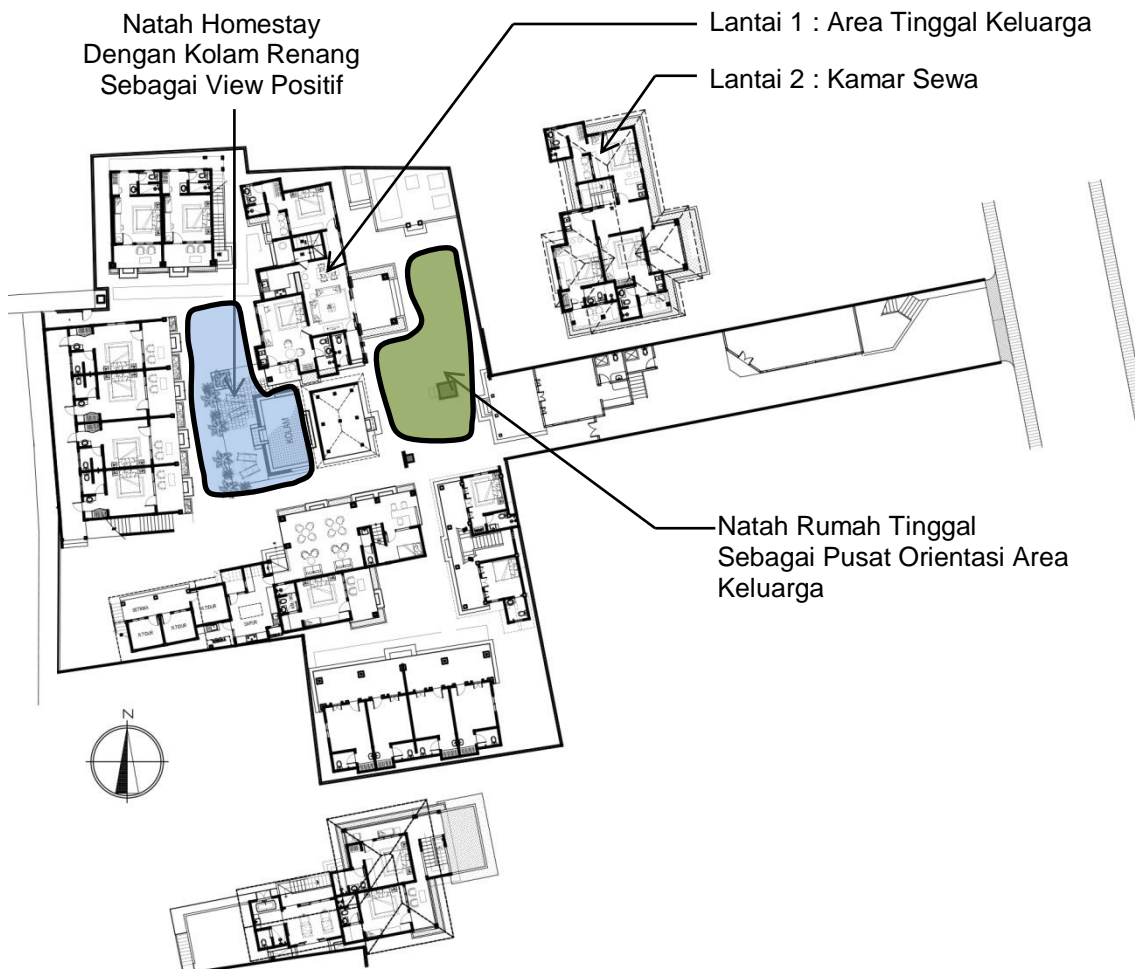 Natah Homestay
Dengan Kolam Renang
Sebagai View Positif
Lantai 1 : Area Tinggal Keluarga
Lantai 2 : Kamar Sewa
KOLAM
Natah Rumah Tinggal
Sebagai Pusat Orientasi Area
Keluarga
SETRIKA
R.TIDUR
R.TIDUR
R.TIDUR
DAPUR
N